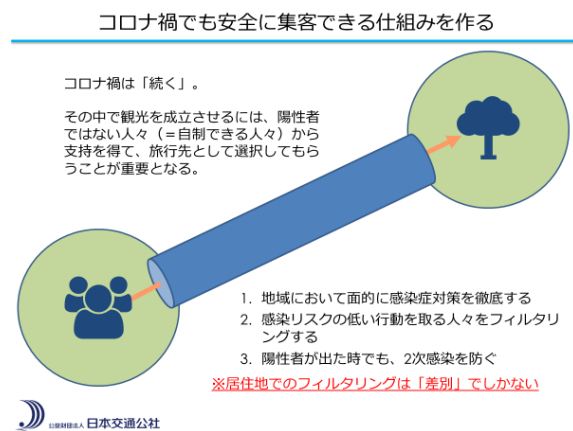 コロナ禍でも安全に集客できる仕組みを作る
コロナ禍は「続く」。
その中で観光を成立させるには、陽性者
ではない人々（＝自制できる人々）から
支持を得て、旅行先として選択してもら
うことが重要となる。
1. 地域において面的に感染症対策を徹底する
2. 感染リスクの低い行動を取る人々をフィルタリ
ングする
3. 陽性者が出た時でも、2次感染を防ぐ
※居住地でのフィルタリングは「差別」でしかない
公益財団法人 日本交通公社